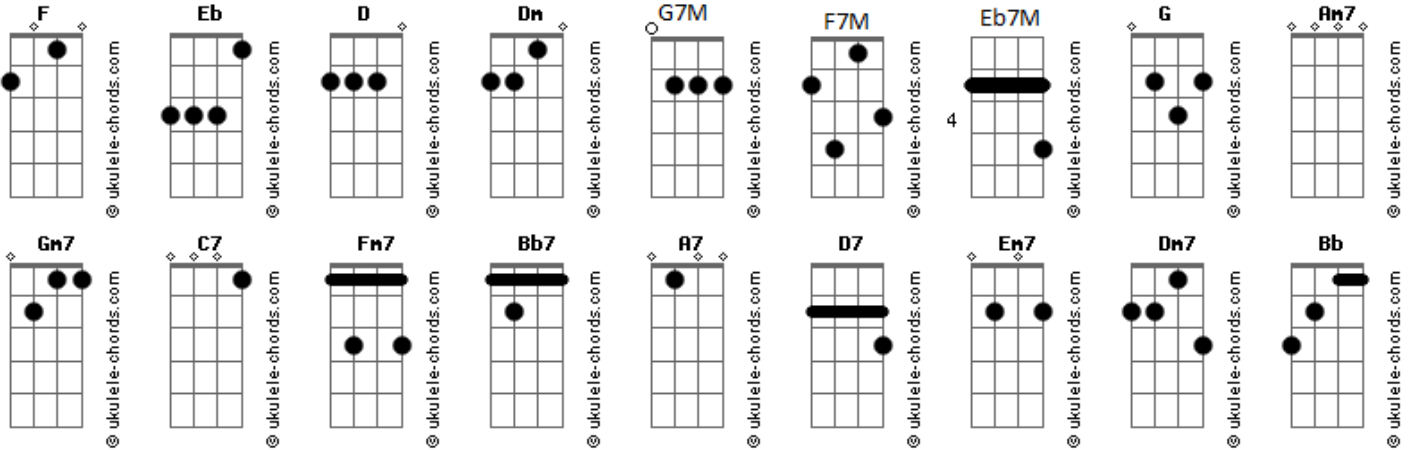 F Eb D Dm G7M F7M Eb7M G Am7
© ukulele-chords.com © ukulele-chords.com © ukulele-chords.com © ukulele-chords.com © ukulele-chords.com © ukulele-chords.com © ukulele-chords.com © ukulele-chords.com © ukulele-chords.com
4
Gm7 C7 Fm7 Bb7 A7 D7 Em7 Dm7 Bb
© ukulele-chords.com © ukulele-chords.com © ukulele-chords.com © ukulele-chords.com © ukulele-chords.com © ukulele-chords.com © ukulele-chords.com © ukulele-chords.com © ukulele-chords.com